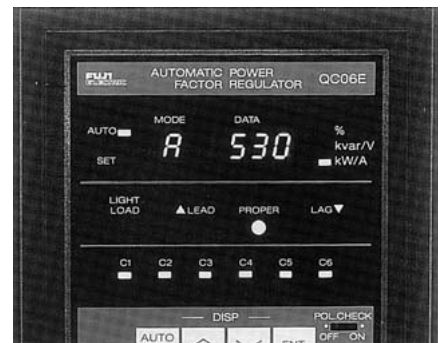 FUJI ELECTRIC
AUTOMATIC POWER FACTOR REGULATOR
QC06E
MODE DATA
AUTO
SET
A 530
%
kvar/V
kW/A
LIGHT LOAD ▲LEAD PROPER LAG▼
C1 C2 C3 C4 C5 C6
DISP
POL.CHECK
OFF ON
AUTO
ENT